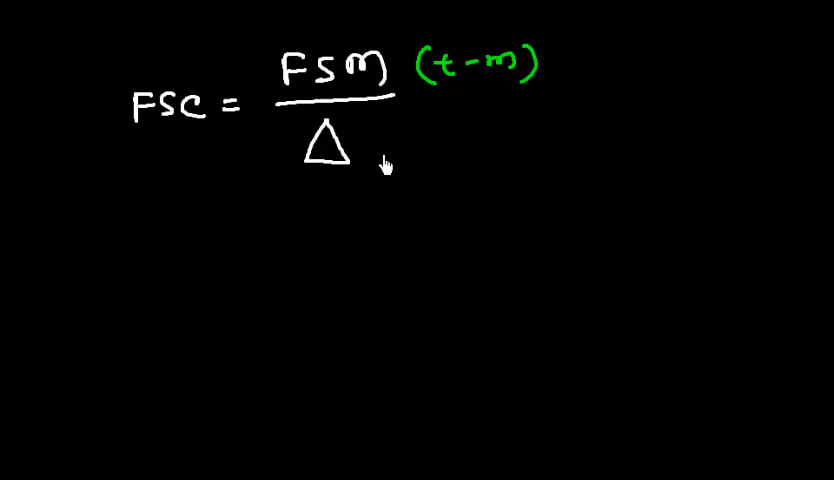 FSM (t-m)
FSC =
Δ